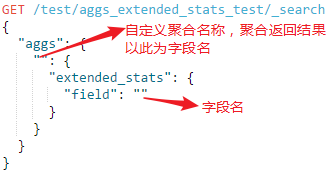 GET /test/aggs_extended_stats_test/_search
{
自定义聚合名称，聚合返回结果
以此为字段名
"aggs": {
"": {
"extended_stats": {
"field": ""
字段名
}
}
}
}